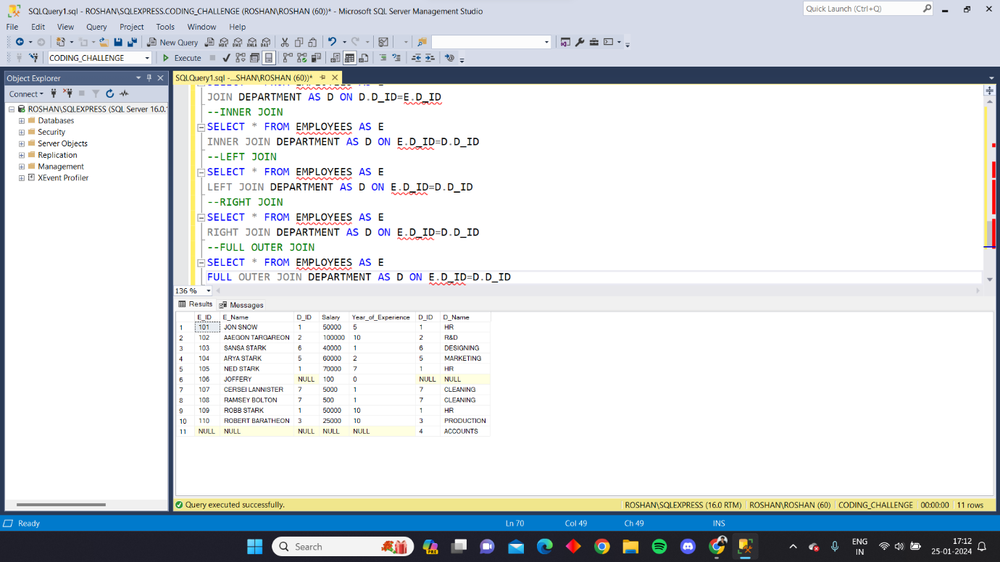 SQLQuery1.sql - ROSHAN\SQLEXPRESS.CODING_CHALLENGE (ROSHAN\ROSHAN (60))* - Microsoft SQL Server Management Studio
Quick Launch (Ctrl+Q)
File Edit View Query Project Tools Window Help
New Query
CODING_CHALLENGE Execute
Object Explorer
SQLQuery1.sql -...SHAN\ROSHAN (60))*
Connect
ROSHAN\SQLEXPRESS (SQL Server 16.0.
Databases
Security
Server Objects
Replication
Management
XEvent Profiler
JOIN DEPARTMENT AS D ON D.D_ID=E.D_ID
--INNER JOIN
SELECT * FROM EMPLOYEES AS E
INNER JOIN DEPARTMENT AS D ON E.D_ID=D.D_ID
--LEFT JOIN
SELECT * FROM EMPLOYEES AS E
LEFT JOIN DEPARTMENT AS D ON E.D_ID=D.D_ID
--RIGHT JOIN
SELECT * FROM EMPLOYEES AS E
RIGHT JOIN DEPARTMENT AS D ON E.D_ID=D.D_ID
--FULL OUTER JOIN
SELECT * FROM EMPLOYEES AS E
FULL OUTER JOIN DEPARTMENT AS D ON E.D_ID=D.D_ID
136 %
Results Messages
E_ID E_Name D_ID Salary Year_of_Experience D_ID D_Name
1 101 JON SNOW 1 50000 5 1 HR
2 102 AAEGON TARGAREON 2 100000 10 2 R&D
3 103 SANSA STARK 6 40000 1 6 DESIGNING
4 104 ARYA STARK 5 60000 2 5 MARKETING
5 105 NED STARK 1 70000 7 1 HR
6 106 JOFFERY NULL 100 0 NULL NULL
7 107 CERSEI LANNISTER 7 5000 1 7 CLEANING
8 108 RAMSEY BOLTON 7 500 1 7 CLEANING
9 109 ROBB STARK 1 50000 10 1 HR
10 110 ROBERT BARATHEON 3 25000 10 3 PRODUCTION
11 NULL NULL NULL NULL NULL 4 ACCOUNTS
Query executed successfully. ROSHAN\SQLEXPRESS (16.0 RTM) ROSHAN\ROSHAN (60) CODING_CHALLENGE 00:00:00 11 rows
Ready Ln 70 Col 49 Ch 49 INS
Search PRE ENG IN 17:12 25-01-2024